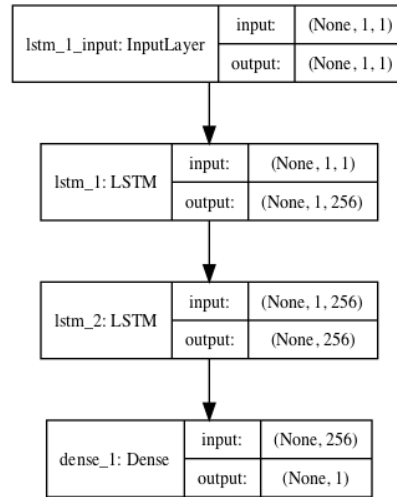 lstm_1_input: InputLayer
input: (None, 1, 1)
output: (None, 1, 1)
lstm_1: LSTM
input: (None, 1, 1)
output: (None, 1, 256)
lstm_2: LSTM
input: (None, 1, 256)
output: (None, 256)
dense_1: Dense
input: (None, 256)
output: (None, 1)